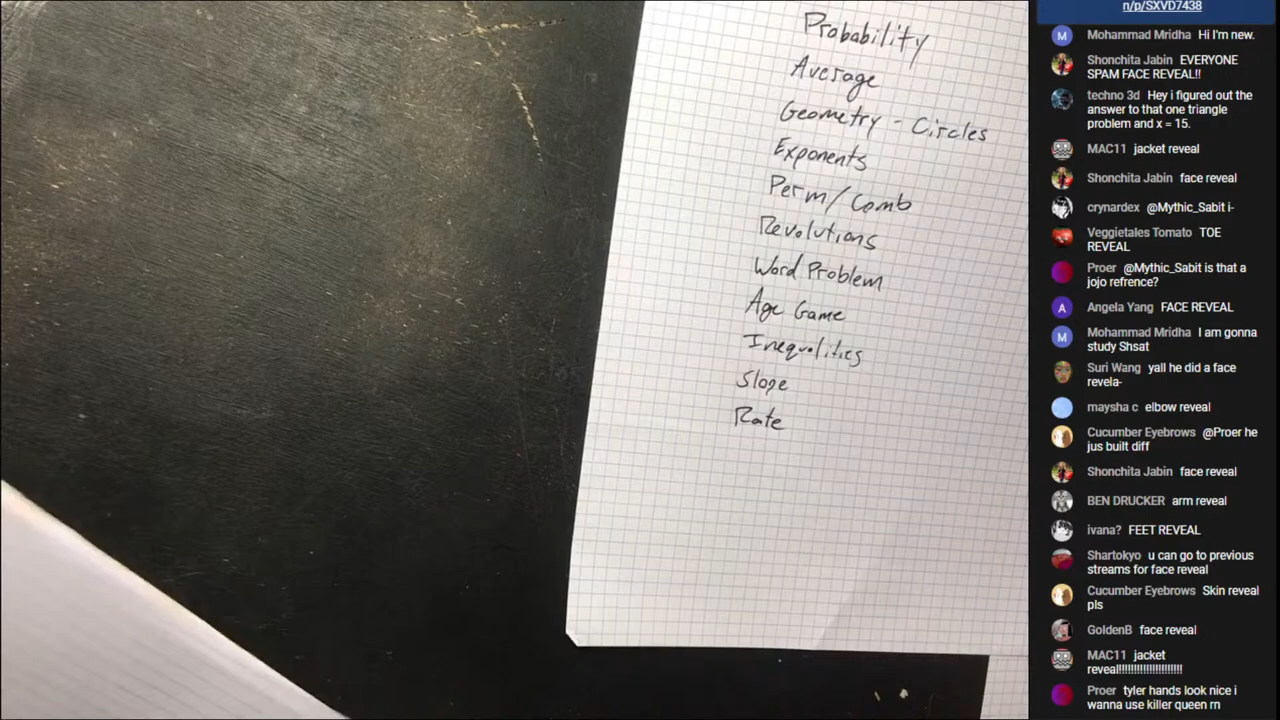 Probability
Average
Geometry - Circles
Exponents
Perm/Comb
Revolutions
Word Problem
Age Game
Inequalities
Slope
Rate
n/p/SXVD7438
M Mohammad Mridha Hi I'm new.
Shonchita Jabin EVERYONE
SPAM FACE REVEAL!!
techno 3d Hey i figured out the
answer to that one triangle
problem and x = 15.
MAC11 jacket reveal
Shonchita Jabin face reveal
crynardex @Mythic_Sabit i-
Veggietales Tomato TOE
REVEAL
Proer @Mythic_Sabit is that a
jojo refrence?
A Angela Yang FACE REVEAL
M Mohammad Mridha I am gonna
study Shsat
Suri Wang yall he did a face
revela-
maysha c elbow reveal
Cucumber Eyebrows @Proer he
jus built diff
Shonchita Jabin face reveal
BEN DRUCKER arm reveal
ivana? FEET REVEAL
Shartokyo u can go to previous
streams for face reveal
Cucumber Eyebrows Skin reveal
pls
GoldenB face reveal
MAC11 jacket
reveal!!!!!!!!!!!!!!!!!!!!!!
Proer tyler hands look nice i
wanna use killer queen rn